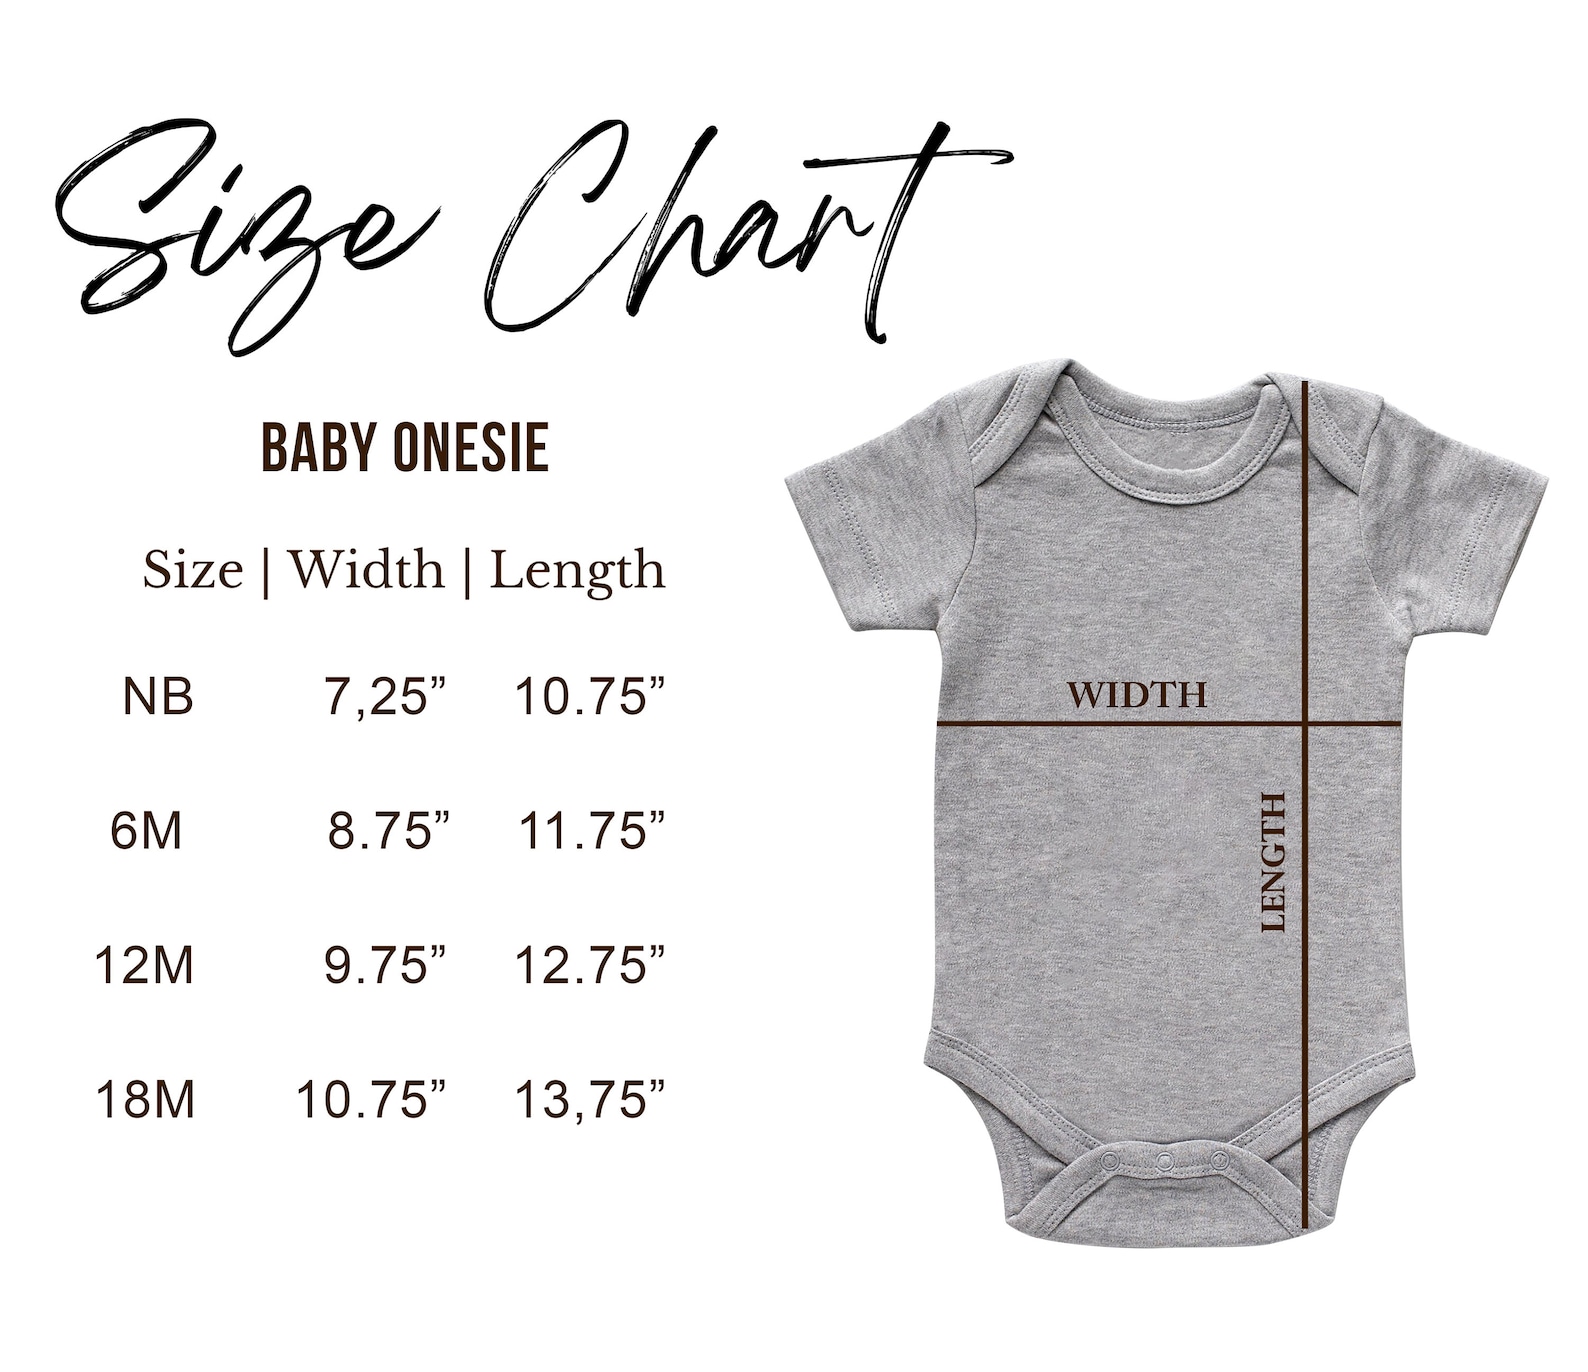 Size Chart
BABY ONESIE
Size | Width | Length
NB 7,25” 10.75”
6M 8.75” 11.75”
12M 9.75” 12.75”
18M 10.75” 13,75”
WIDTH
LENGTH